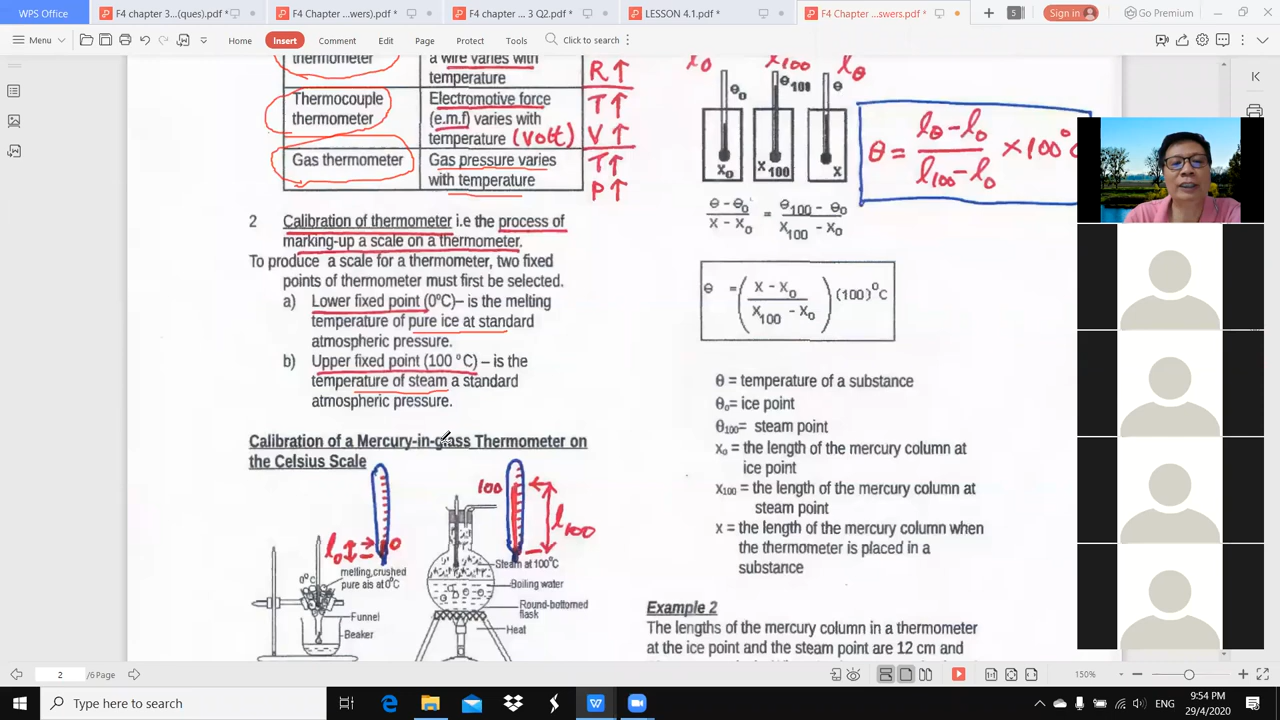 WPS Office
F4 chapter 3...(ques).pdf *
F4 Chapter ...wers).pdf *
F4 chapter ... 3 Q2.pdf *
LESSON 4.1.pdf *
F4 Chapter ...swers.pdf *
+
5
Sign in
Go Premium
Menu
Home
Insert
Comment
Edit
Page
Protect
Tools
Click to search
thermometer
a wire varies with
temperature
R↑
Thermocouple
thermometer
Electromotive force
(e.m.f) varies with
temperature (volt)
T↑
V↑
Gas thermometer
Gas pressure varies
with temperature
T↑
P↑
2 Calibration of thermometer i.e the process of
marking-up a scale on a thermometer.
To produce a scale for a thermometer, two fixed
points of thermometer must first be selected.
a) Lower fixed point (0°C)– is the melting
temperature of pure ice at standard
atmospheric pressure.
b) Upper fixed point (100 °C) – is the
temperature of steam a standard
atmospheric pressure.
Calibration of a Mercury-in-glass Thermometer on
the Celsius Scale
l₀
0
100
l₁₀₀
0°C
melting,crushed
pure ais at 0°C
Funnel
Beaker
Steam at 100°C
Boiling water
Round-bottomed
flask
Heat
l₀ l₁₀₀ lθ
θ₀ θ₁₀₀ θ
X₀ X₁₀₀ X
θ = (lθ – l₀) / (l₁₀₀ – l₀) × 100°
(θ - θ₀) / (X - X₀) = (θ₁₀₀ - θ₀) / (X₁₀₀ - X₀)
θ = ((X - X₀) / (X₁₀₀ - X₀)) (100)°C
θ = temperature of a substance
θ₀= ice point
θ₁₀₀= steam point
x₀ = the length of the mercury column at
ice point
x₁₀₀ = the length of the mercury column at
steam point
x = the length of the mercury column when
the thermometer is placed in a
substance
Example 2
The lengths of the mercury column in a thermometer
at the ice point and the steam point are 12 cm and
2 /6Page
150%
Type here to search
ENG
9:54 PM
29/4/2020